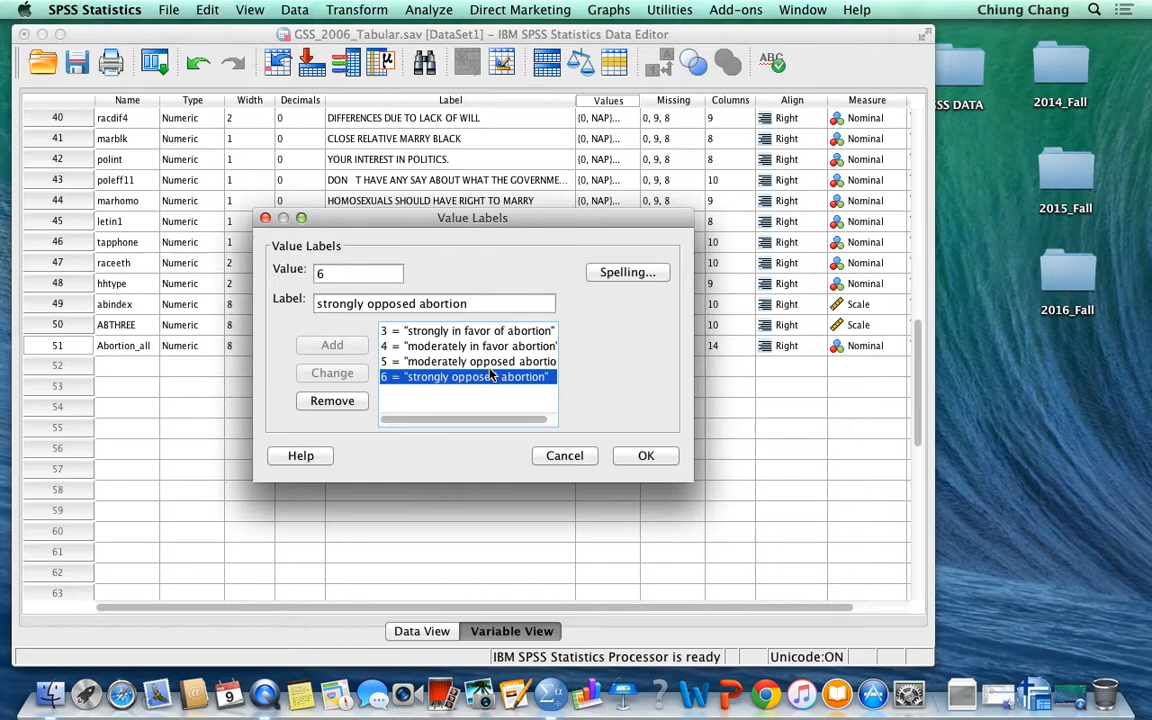 SPSS Statistics File Edit View Data Transform Analyze Direct Marketing Graphs Utilities Add-ons Window Help Chiung Chang
GSS_2006_Tabular.sav [DataSet1] - IBM SPSS Statistics Data Editor
Name Type Width Decimals Label Values Missing Columns Align Measure
40 racdif4 Numeric 2 0 DIFFERENCES DUE TO LACK OF WILL {0, NAP}... 0, 9, 8 9 Right Nominal
41 marblk Numeric 1 0 CLOSE RELATIVE MARRY BLACK {0, NAP}... 0, 9, 8 8 Right Nominal
42 polint Numeric 1 0 YOUR INTEREST IN POLITICS. {0, NAP}... 0, 9, 8 8 Right Nominal
43 poleff11 Numeric 1 0 DON T HAVE ANY SAY ABOUT WHAT THE GOVERNME... {0, NAP}... 0, 9, 8 10 Right Nominal
44 marhomo Numeric 1 0 HOMOSEXUALS SHOULD HAVE RIGHT TO MARRY {0, NAP}... 0, 9, 8 9 Right Nominal
45 letin1 Numeric 1 8 Right Nominal
46 tapphone Numeric 1 10 Right Nominal
47 raceeth Numeric 2 10 Right Nominal
48 hhtype Numeric 2 9 Right Nominal
49 abindex Numeric 8 10 Right Scale
50 ABTHREE Numeric 8 10 Right Scale
51 Abortion_all Numeric 8 14 Right Nominal
52
53
54
55
56
57
58
59
60
61
62
63
Value Labels
Value Labels
Value: 6
Spelling...
Label: strongly opposed abortion
3 = "strongly in favor of abortion"
4 = "moderately in favor abortion"
5 = "moderately opposed abortio
6 = "strongly opposed abortion"
Add
Change
Remove
Help Cancel OK
Data View Variable View
IBM SPSS Statistics Processor is ready Unicode:ON
SS DATA
2014_Fall
2015_Fall
2016_Fall
ABC
9